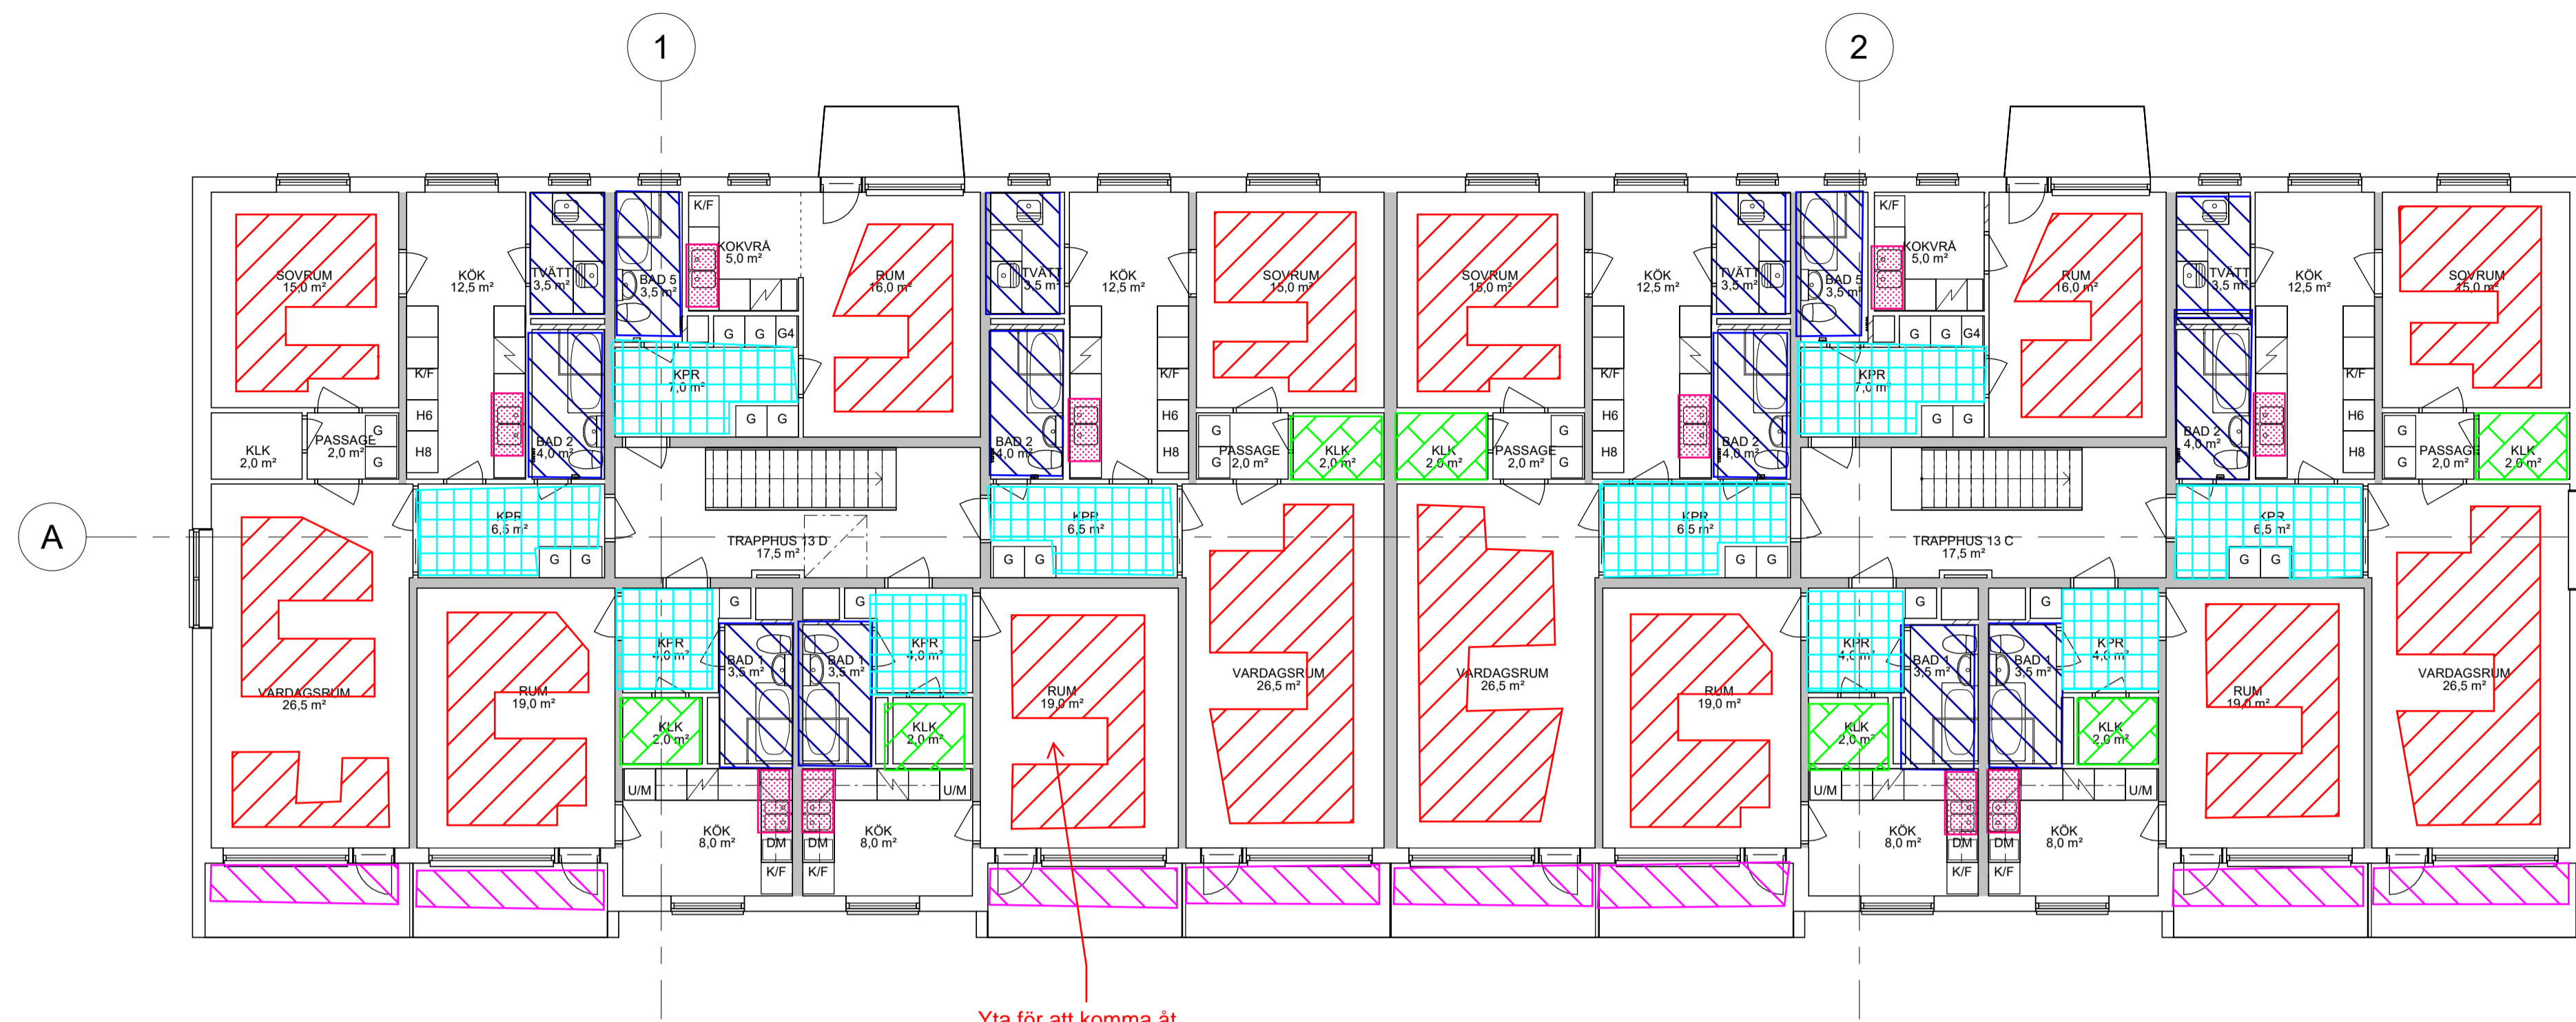 1
2
A
SOVRUM
15,0 m²
KÖK
12,5 m²
TVÄTT
3,5 m²
BAD 5
3,5 m²
K/F
KOKVRÅ
5,0 m²
RUM
16,0 m²
TVÄTT
3,5 m²
KÖK
12,5 m²
SOVRUM
15,0 m²
SOVRUM
15,0 m²
KÖK
12,5 m²
TVÄTT
3,5 m²
BAD 5
3,5 m²
K/F
KOKVRÅ
5,0 m²
RUM
16,0 m²
TVÄTT
3,5 m²
KÖK
12,5 m²
SOVRUM
15,0 m²
G
G
G4
G
G
G4
K/F
H6
H8
KPR
7,0 m²
G
G
K/F
H6
H8
K/F
H6
H8
KPR
7,0 m²
G
G
K/F
H6
H8
KLK
2,0 m²
PASSAGE
2,0 m²
G
G
BAD 2
4,0 m²
BAD 2
4,0 m²
G
G
PASSAGE
2,0 m²
KLK
2,0 m²
KLK
2,0 m²
PASSAGE
2,0 m²
G
G
BAD 2
4,0 m²
BAD 2
4,0 m²
G
G
PASSAGE
2,0 m²
KLK
2,0 m²
KPR
6,5 m²
G
G
TRAPPHUS 13 D
17,5 m²
KPR
6,5 m²
G
G
KPR
6,5 m²
G
G
TRAPPHUS 13 C
17,5 m²
KPR
6,5 m²
G
G
VARDAGSRUM
26,5 m²
RUM
19,0 m²
KPR
4,0 m²
G
BAD 1
3,5 m²
BAD 1
3,5 m²
G
KPR
4,0 m²
RUM
19,0 m²
VARDAGSRUM
26,5 m²
VARDAGSRUM
26,5 m²
RUM
19,0 m²
KPR
4,0 m²
G
BAD 1
3,5 m²
BAD 1
3,5 m²
G
KPR
4,0 m²
RUM
19,0 m²
VARDAGSRUM
26,5 m²
KLK
2,0 m²
KLK
2,0 m²
KLK
2,0 m²
KLK
2,0 m²
U/M
U/M
U/M
U/M
KÖK
8,0 m²
DM
K/F
DM
K/F
KÖK
8,0 m²
KÖK
8,0 m²
DM
K/F
DM
K/F
KÖK
8,0 m²
Yta för att komma åt